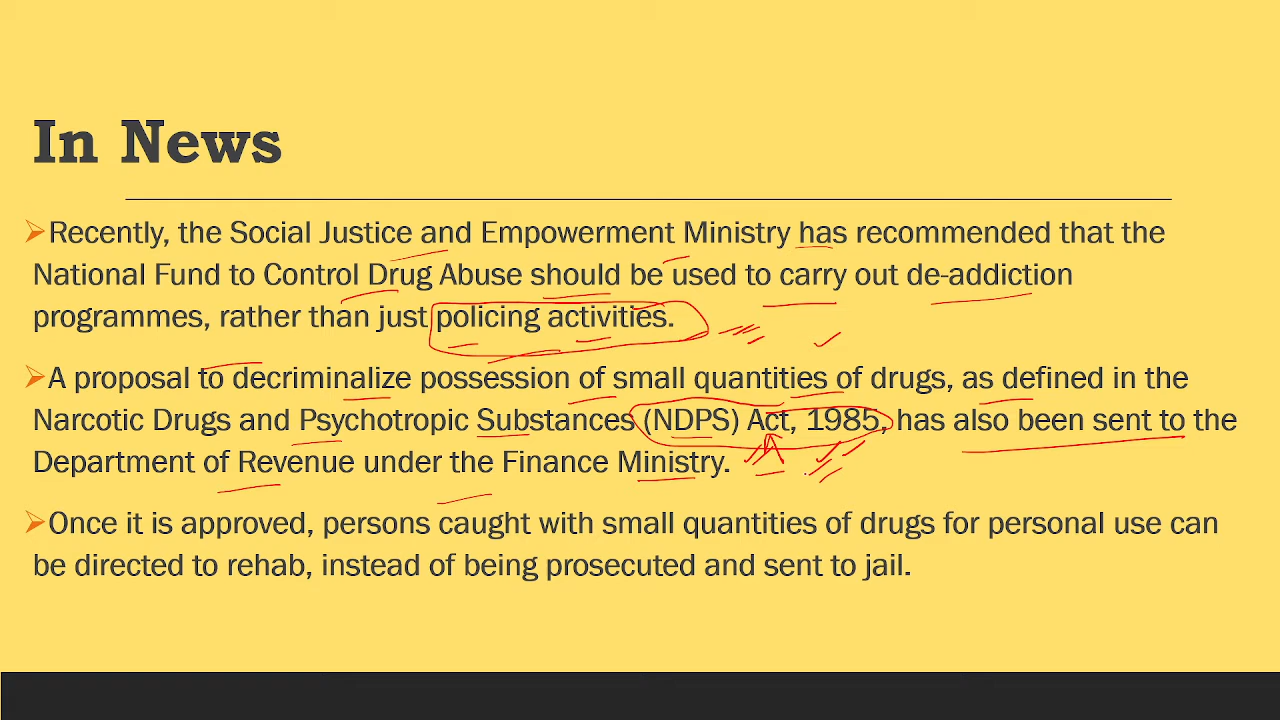 In News
Recently, the Social Justice and Empowerment Ministry has recommended that the
National Fund to Control Drug Abuse should be used to carry out de-addiction
programmes, rather than just policing activities.
A proposal to decriminalize possession of small quantities of drugs, as defined in the
Narcotic Drugs and Psychotropic Substances (NDPS) Act, 1985, has also been sent to the
Department of Revenue under the Finance Ministry.
Once it is approved, persons caught with small quantities of drugs for personal use can
be directed to rehab, instead of being prosecuted and sent to jail.